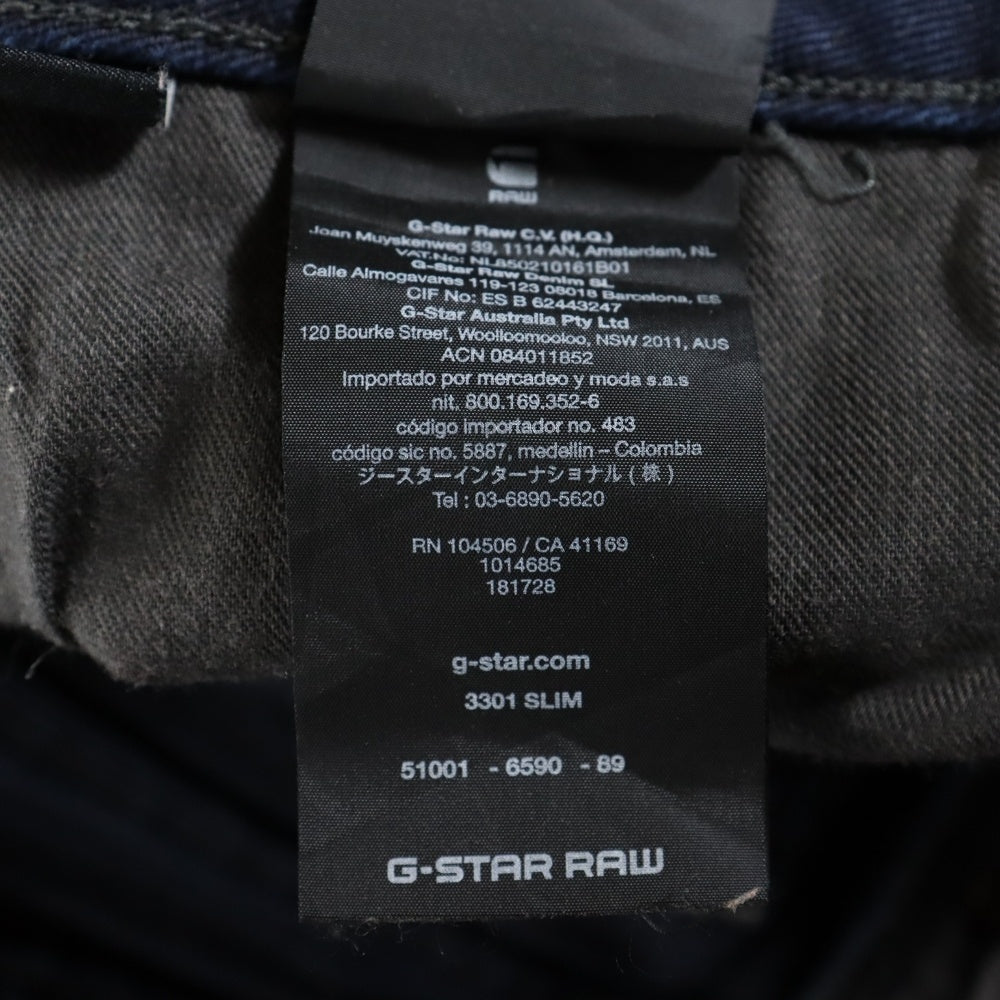 RAW
G-Star Raw C.V. (H.Q.)
Joan Muyskenweg 39, 1114 AN, Amsterdam, NL
VAT.No: NL850210161B01
G-Star Raw Denim SL
Calle Almogavares 119-123 08018 Barcelona, ES
CIF No: ES B 62443247
G-Star Australia Pty Ltd
120 Bourke Street, Woolloomooloo, NSW 2011, AUS
ACN 084011852
Importado por mercadeo y moda s.a.s
nit. 800.169.352-6
código importador no. 483
código sic no. 5887, medellin – Colombia
ジースターインターナショナル ( 様 )
Tel : 03-6890-5620
RN 104506 / CA 41169
1014685
181728
g-star.com
3301 SLIM
51001 - 6590 - 89
G-STAR RAW